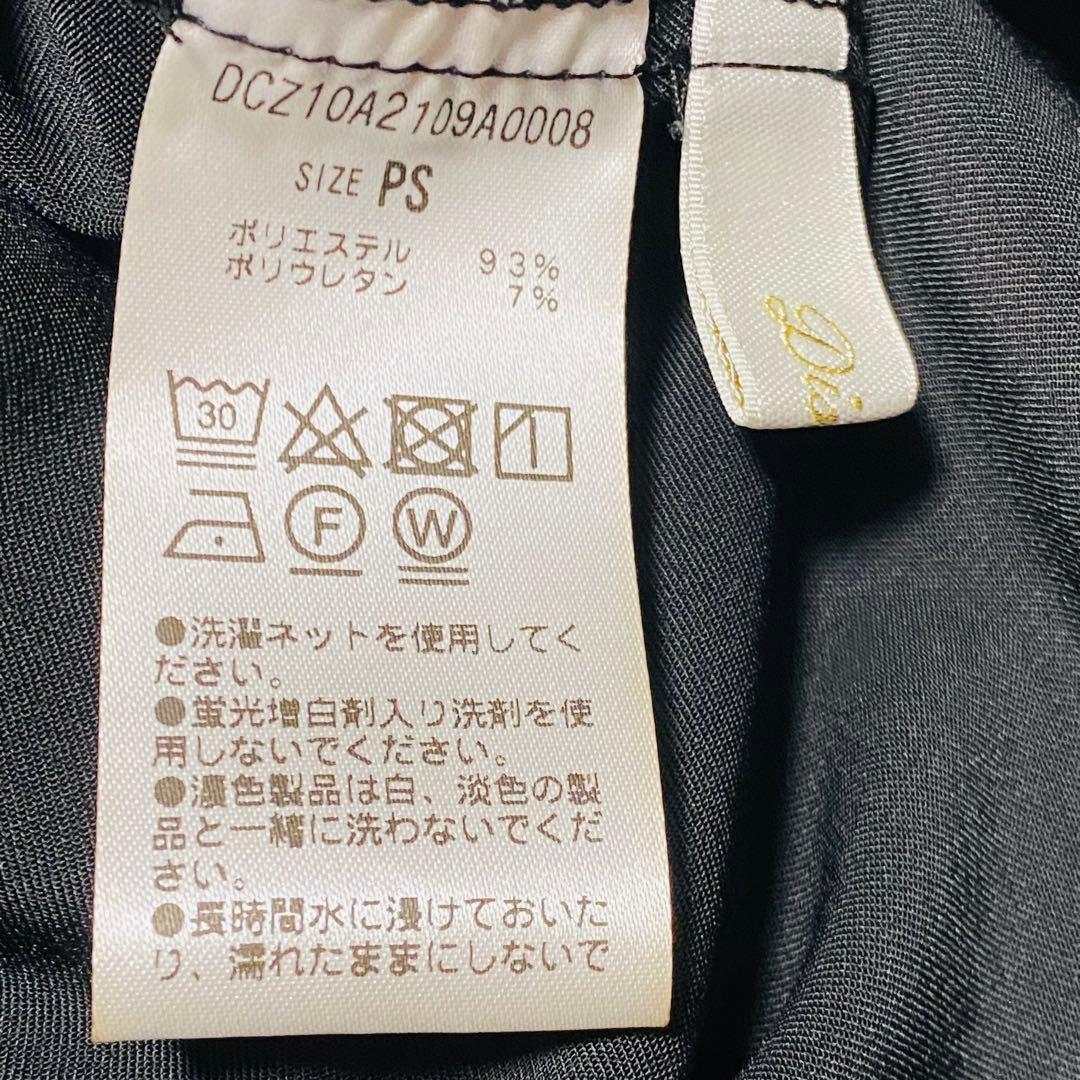 DCZ10A2109A0008
SIZE PS
ポリエステル 93%
ポリウレタン 7%
30
F W
●洗濯ネットを使用してく
ださい。
●蛍光増白剤入り洗剤を使
用しないでください。
●濃色製品は白、淡色の製
品と一緒に洗わないでくだ
さい。
●長時間水に浸けておいた
り、濡れたままにしないで
Dis